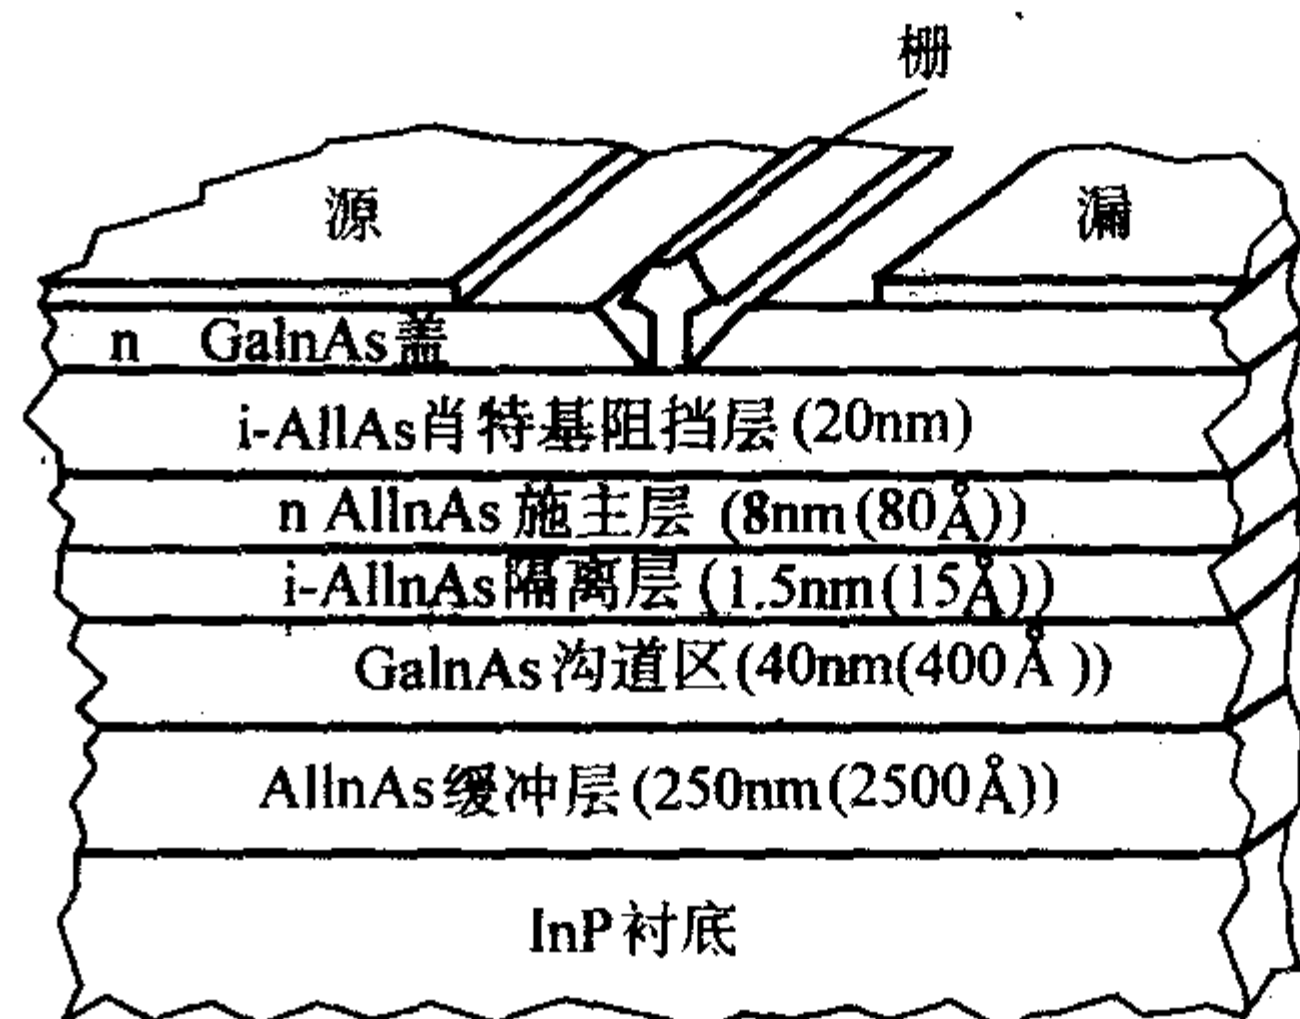 栅
源
漏
n GaInAs盖
i-AlIAs肖特基阻挡层(20nm)
n AlInAs施主层 (8nm(80Å))
i-AlInAs隔离层(1.5nm(15Å))
GaInAs沟道区(40nm(400Å))
AlInAs缓冲层(250nm(2500Å))
InP衬底